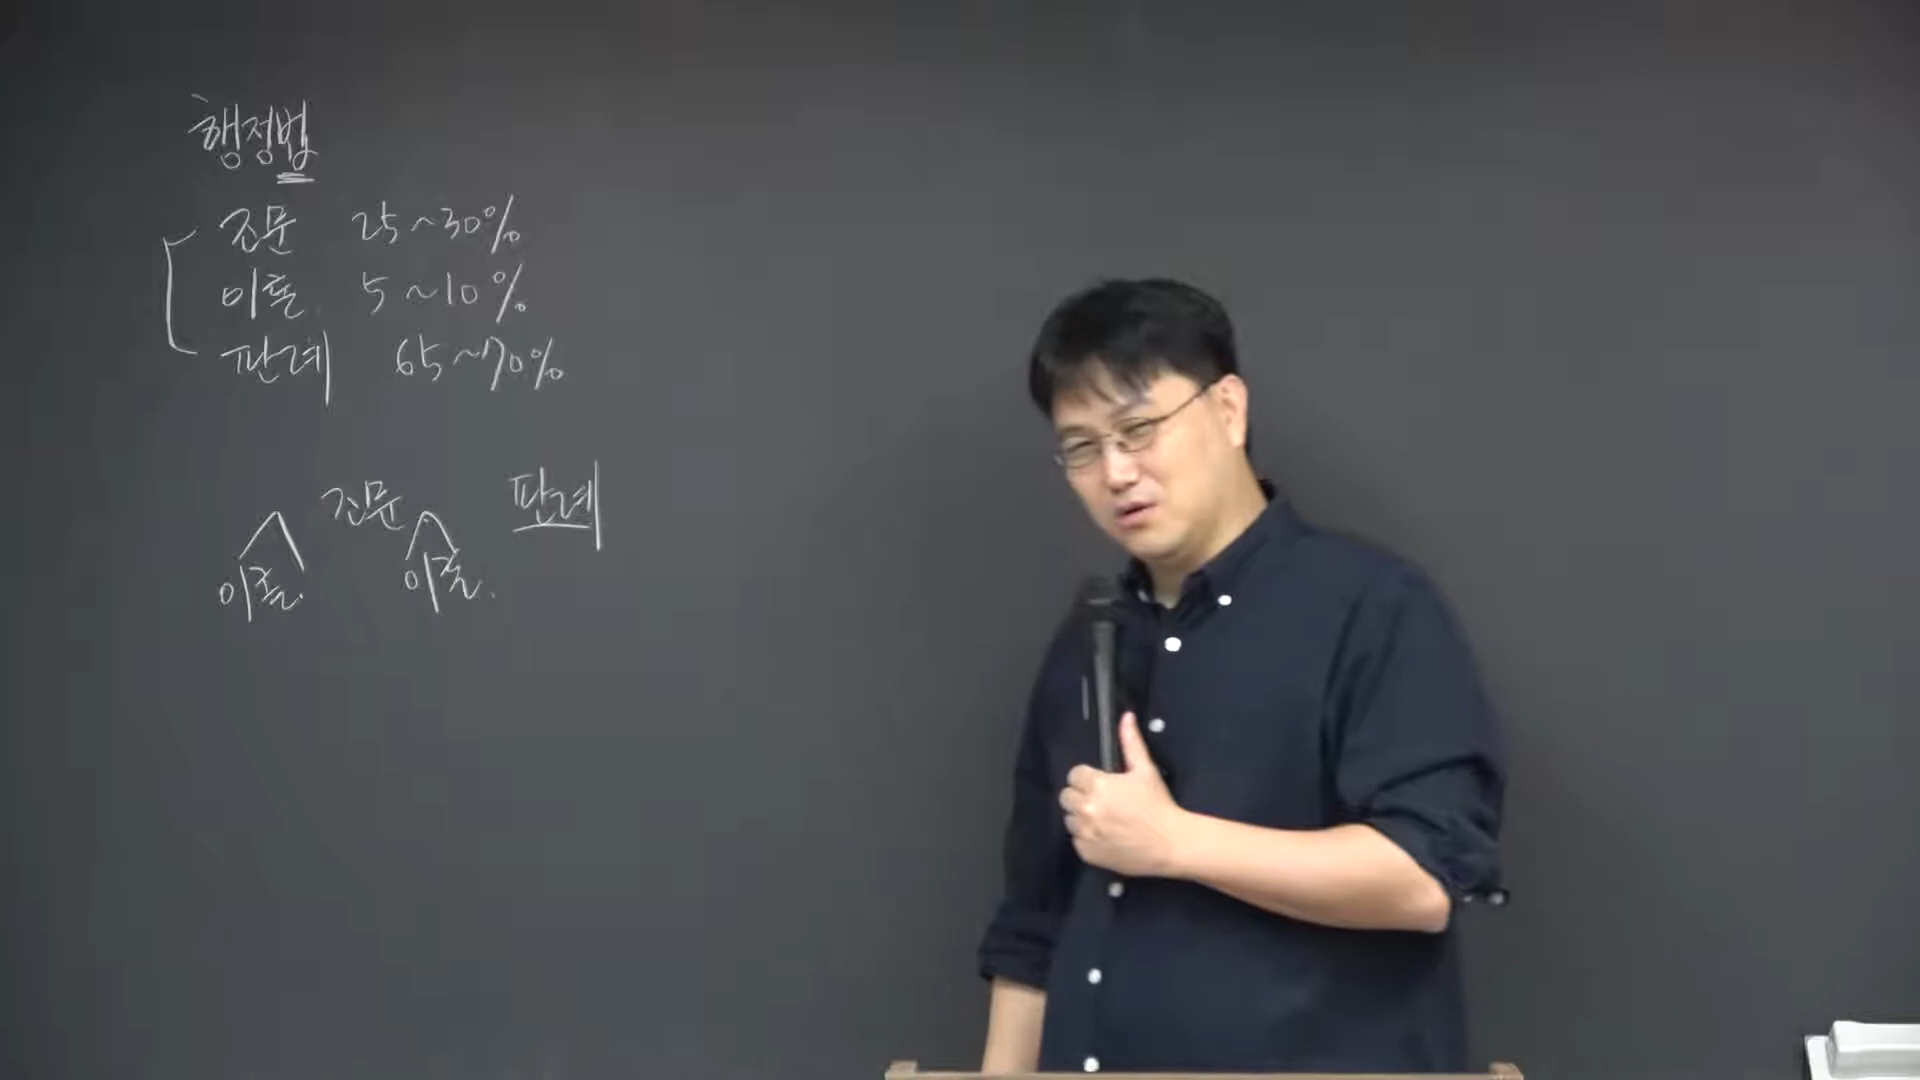 행정법
조문 25~30%
이론 5~10%
판례 65~70%
조문 판례
이론 이론